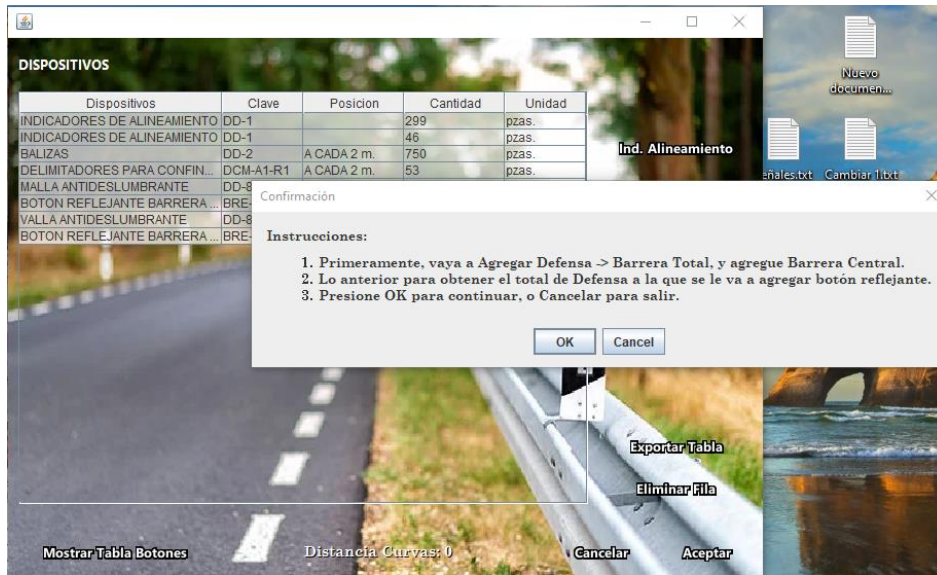 DISPOSITIVOS
Dispositivos Clave Posicion Cantidad Unidad
INDICADORES DE ALINEAMIENTO DD-1 299 pzas.
INDICADORES DE ALINEAMIENTO DD-1 46 pzas.
BALIZAS DD-2 A CADA 2 m. 750 pzas.
DELIMITADORES PARA CONFIN... DCM-A1-R1 A CADA 2 m. 53 pzas.
MALLA ANTIDESLUMBRANTE DD-8
BOTON REFLEJANTE BARRERA ... BRE-
VALLA ANTIDESLUMBRANTE DD-8
BOTON REFLEJANTE BARRERA ... BRE-
Ind. Alineamiento
Nuevo
documen...
eñales.txt Cambiar 1.txt
Confirmación
Instrucciones:
1. Primeramente, vaya a Agregar Defensa -> Barrera Total, y agregue Barrera Central.
2. Lo anterior para obtener el total de Defensa a la que se le va a agregar botón reflejante.
3. Presione OK para continuar, o Cancelar para salir.
OK Cancel
Exportar Tabla
Eliminar Fila
Mostrar Tabla Botones Distancia Curvas: 0 Cancelar Aceptar